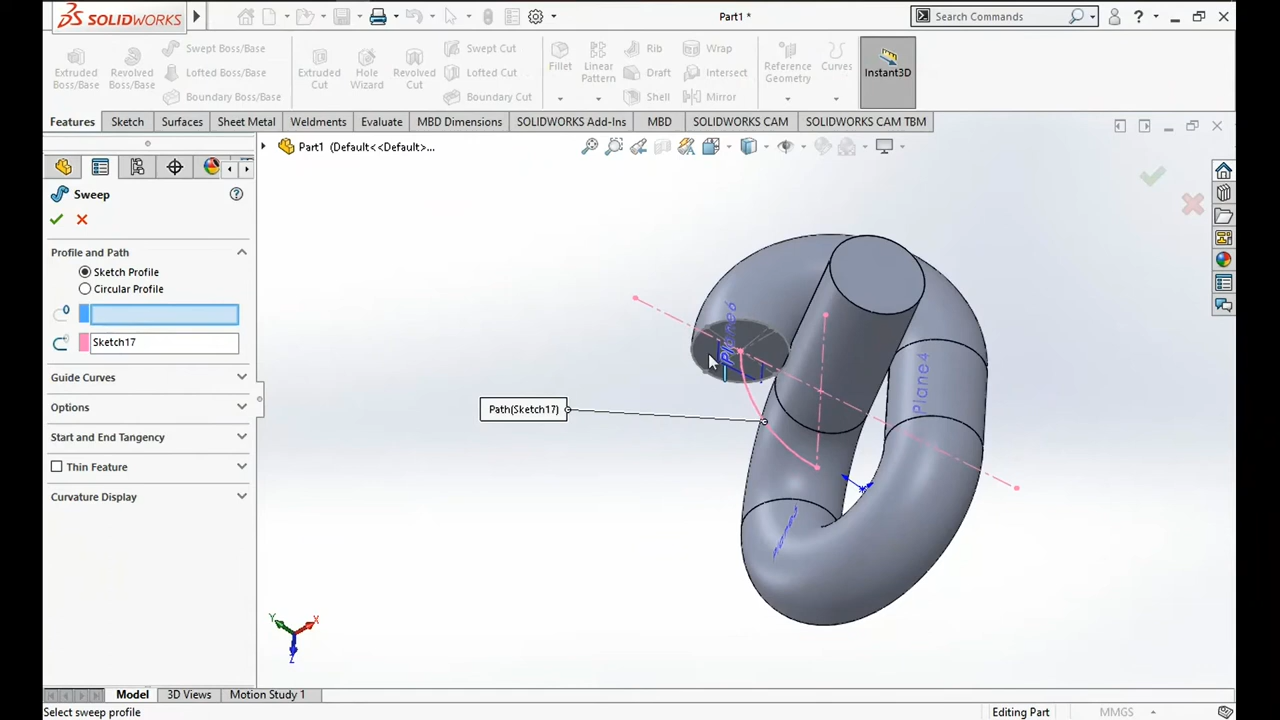 SOLIDWORKS
Part1 *
Search Commands
Extruded Boss/Base
Revolved Boss/Base
Swept Boss/Base
Lofted Boss/Base
Boundary Boss/Base
Extruded Cut
Hole Wizard
Revolved Cut
Swept Cut
Lofted Cut
Boundary Cut
Fillet
Linear Pattern
Rib
Draft
Shell
Wrap
Intersect
Mirror
Reference Geometry
Curves
Instant3D
Features
Sketch
Surfaces
Sheet Metal
Weldments
Evaluate
MBD Dimensions
SOLIDWORKS Add-Ins
MBD
SOLIDWORKS CAM
SOLIDWORKS CAM TBM
Part1 (Default<<Default>...
Sweep
Profile and Path
Sketch Profile
Circular Profile
Sketch17
Guide Curves
Options
Start and End Tangency
Thin Feature
Curvature Display
Plane6
Plane4
Path(Sketch17)
Y
X
Z
Model
3D Views
Motion Study 1
Select sweep profile
Editing Part
MMGS